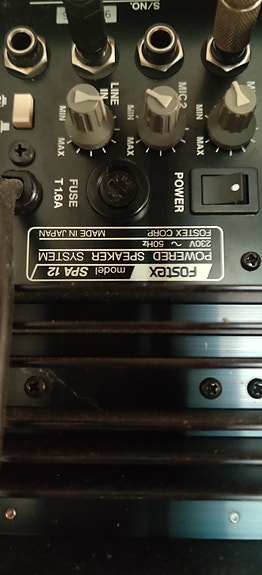 FOSTEX model SPA 12
POWERED SPEAKER SYSTEM
230V ~ 50Hz
FOSTEX CORP. MADE IN JAPAN
POWER
FUSE
T 1.6A
MIN MAX
MIC2
MIN MAX
LINE
IN
MIN MAX
S/NO.